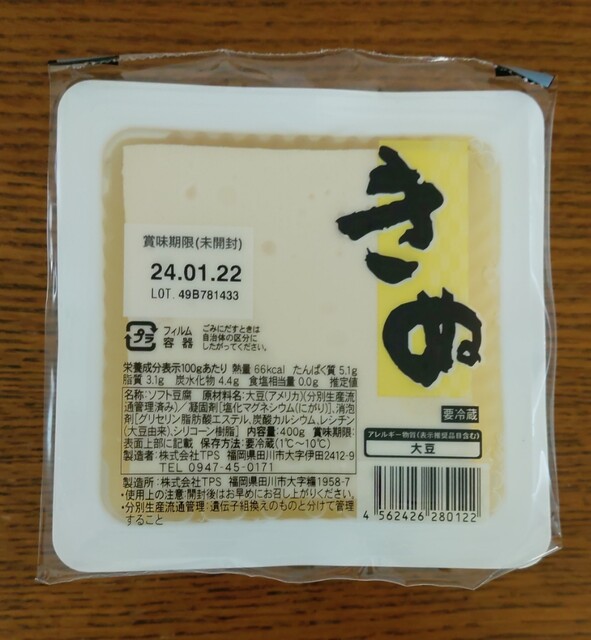 きぬ
賞味期限(未開封)
24.01.22
LOT. 49B781433
プラ
フィルム
容器
ごみにだすときは
自治体の区分に
したがってください。
栄養成分表示100gあたり 熱量 66kcal たんぱく質 5.1g
脂質 3.1g 炭水化物 4.4g 食塩相当量 0.0g 推定値
名称:ソフト豆腐 原材料名:大豆(アメリカ)(分別生産流
通管理済み)/凝固剤[塩化マグネシウム(にがり)]、消泡
剤[グリセリン脂肪酸エステル、炭酸カルシウム、レシチン
(大豆由来)、シリコーン樹脂] 内容量:400g 賞味期限:
表面上部に記載 保存方法:要冷蔵(1℃~10℃)
製造者:株式会社TPS 福岡県田川市大字伊田2412-9
TEL 0947-45-0171
製造所:株式会社TPS 福岡県田川市大字糒1958-7
•使用上の注意:開封後はお早めにお召し上がりください。
•分別生産流通管理:遺伝子組換えのものと分けて管理
すること
要冷蔵
アレルギー物質(表示推奨品目含む)
大豆
4 562426 280122